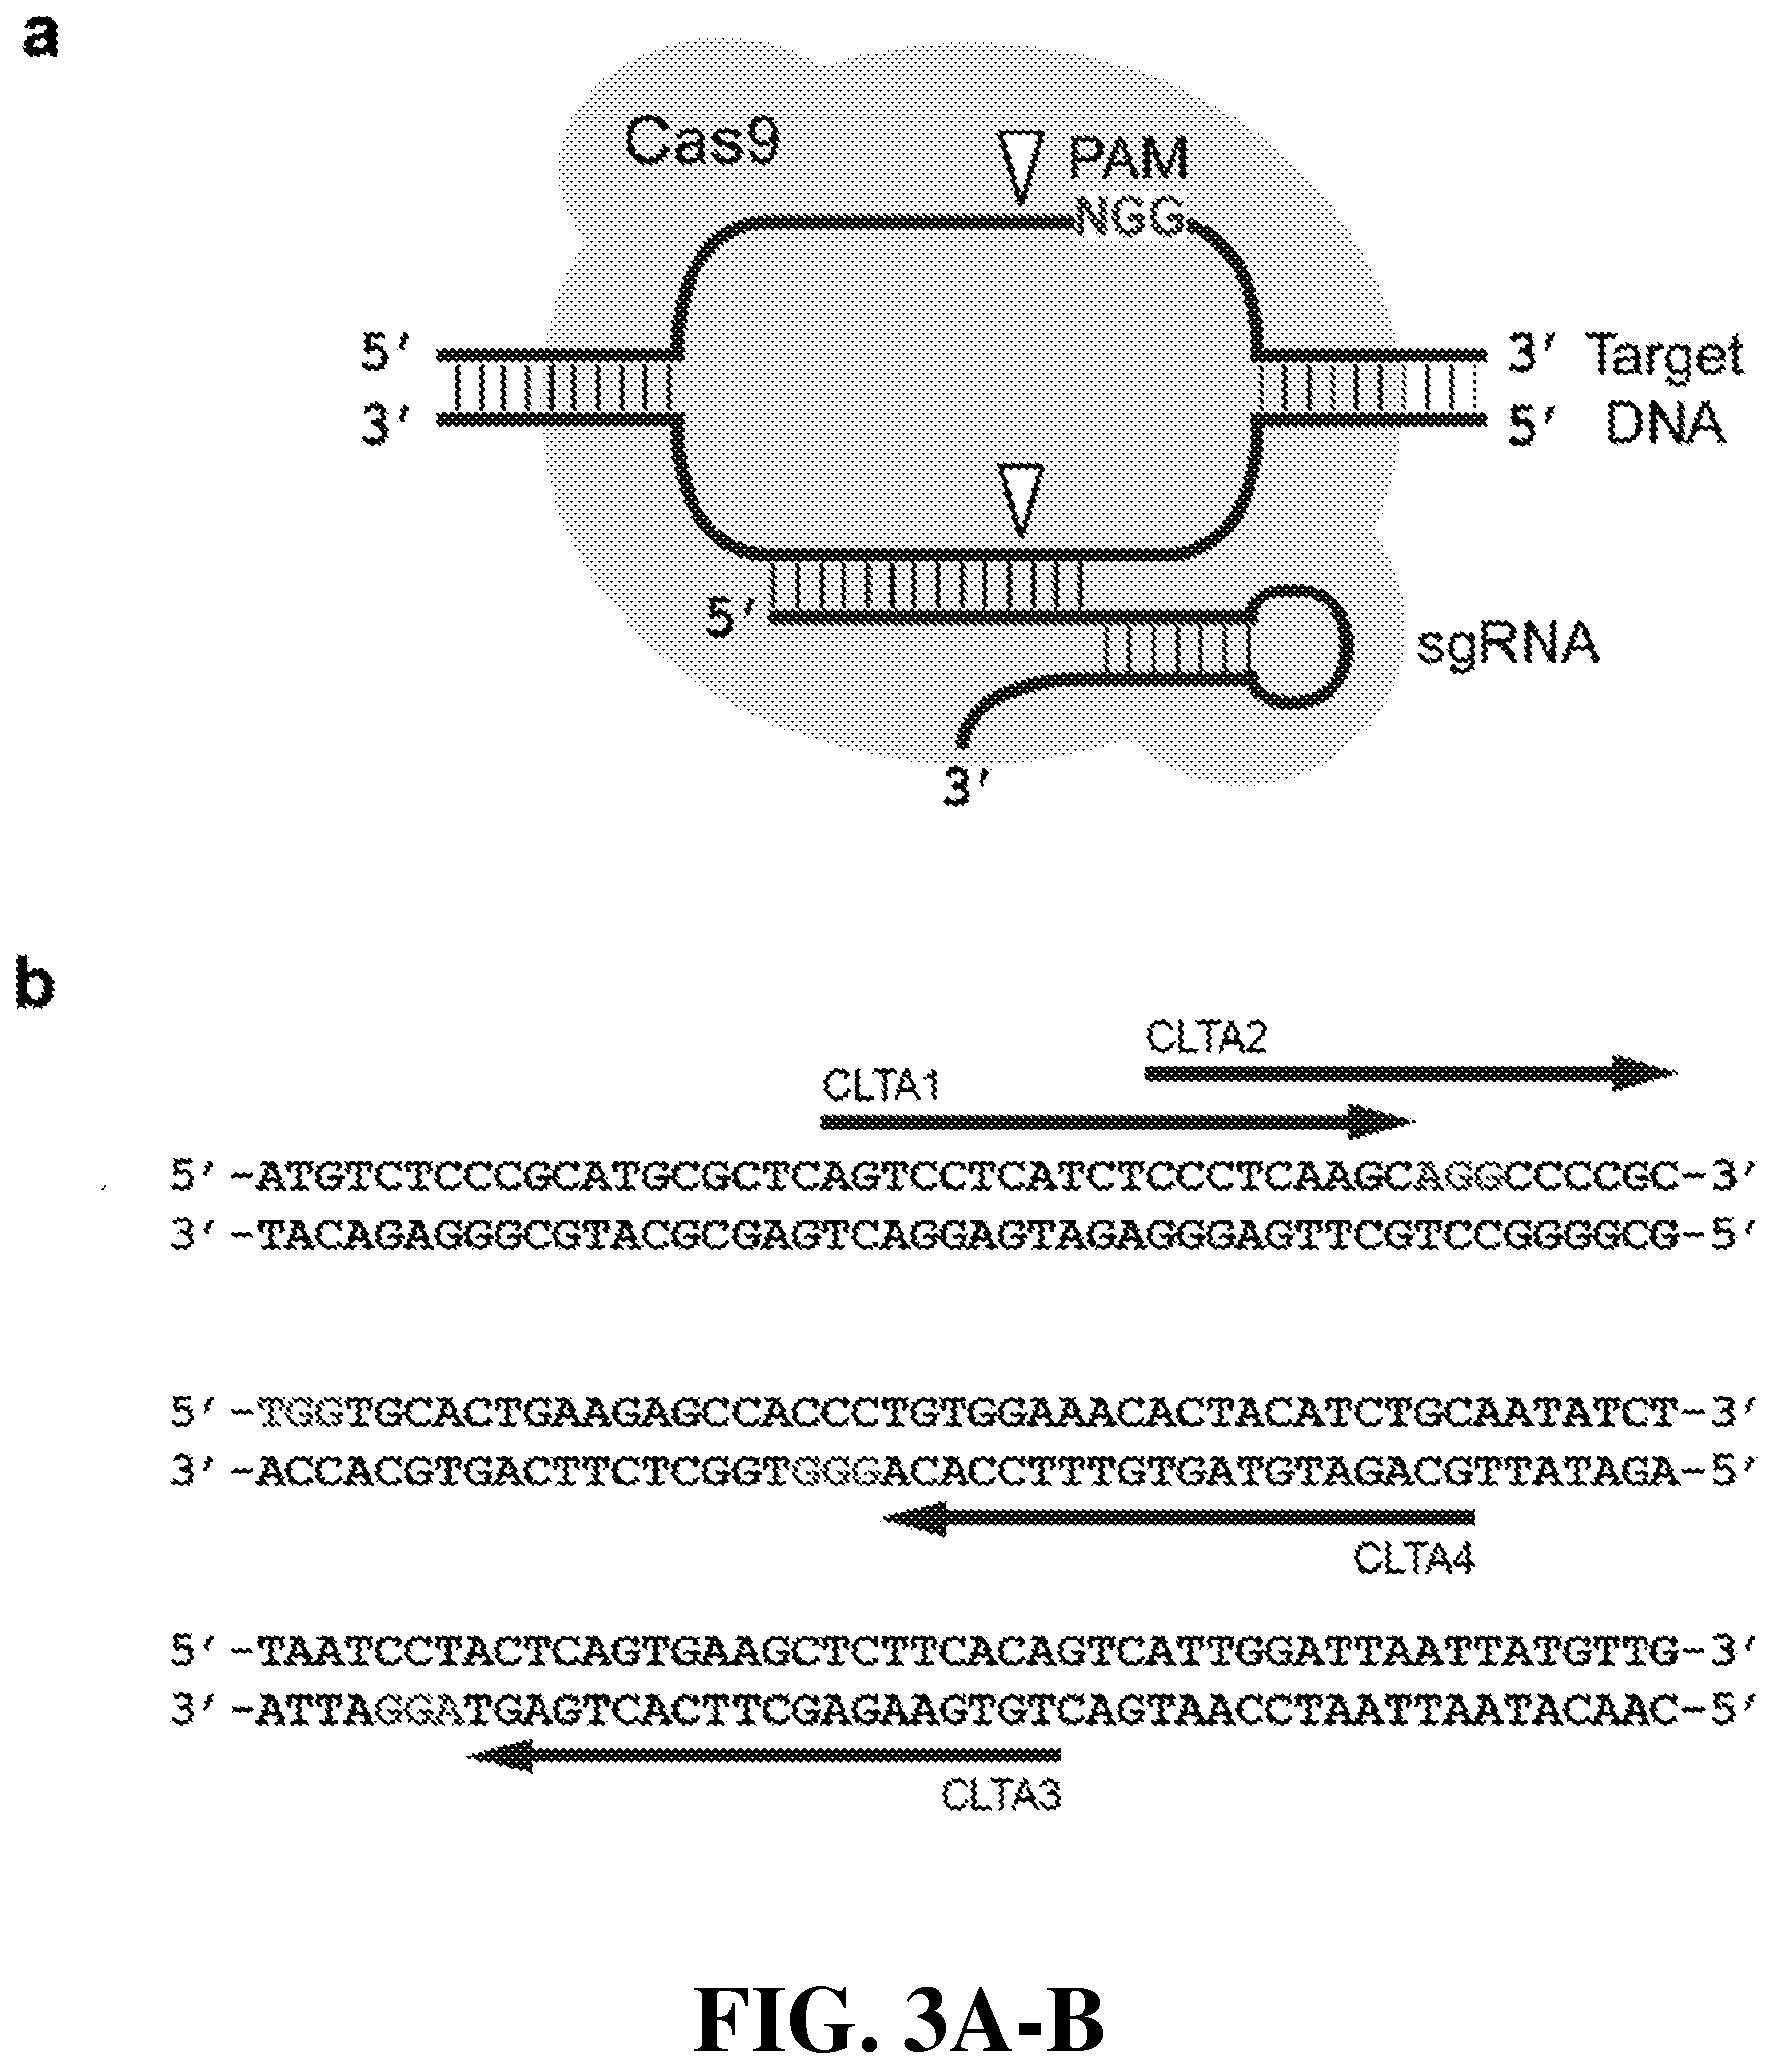 a
Cas9
PAM
NGG
5′ 3′ Target
3′ 5′ DNA
5′
sgRNA
3′
b
CLTA2
CLTA1
5′-ATGTCTCCCGCATGCGCTCAGTCCTCATCTCCCTCAAGCAGGCCCCGC-3′
3′-TACAGAGGGCGTACGCGAGTCAGGAGTAGAGGGAGTTCGTCCGGGGCG-5′
5′-TGGTGCACTGAAGAGCCACCCTGTGGAAACACTACATCTGCAATATCT-3′
3′-ACCACGTGACTTCTCGGTGGGACACCTTTGTGATGTAGACGTTATAGA-5′
CLTA4
5′-TAATCCTACTCAGTGAAGCTCTTCACAGTCATTGGATTAATTATGTTG-3′
3′-ATTAGGATGAGTCACTTCGAGAAGTGTCAGTAACCTAATTAATACAAC-5′
CLTA3
FIG. 3A-B